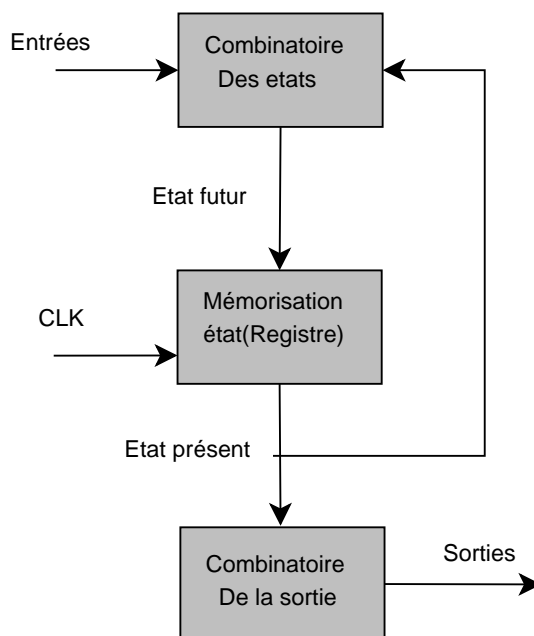 Entrées
Combinatoire
Des etats
Etat futur
Mémorisation
état(Registre)
CLK
Etat présent
Combinatoire
De la sortie
Sorties